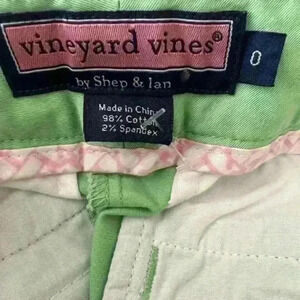 vineyard vines®
by Shep & Ian
0
Made in China
98% Cotton
2% Spandex